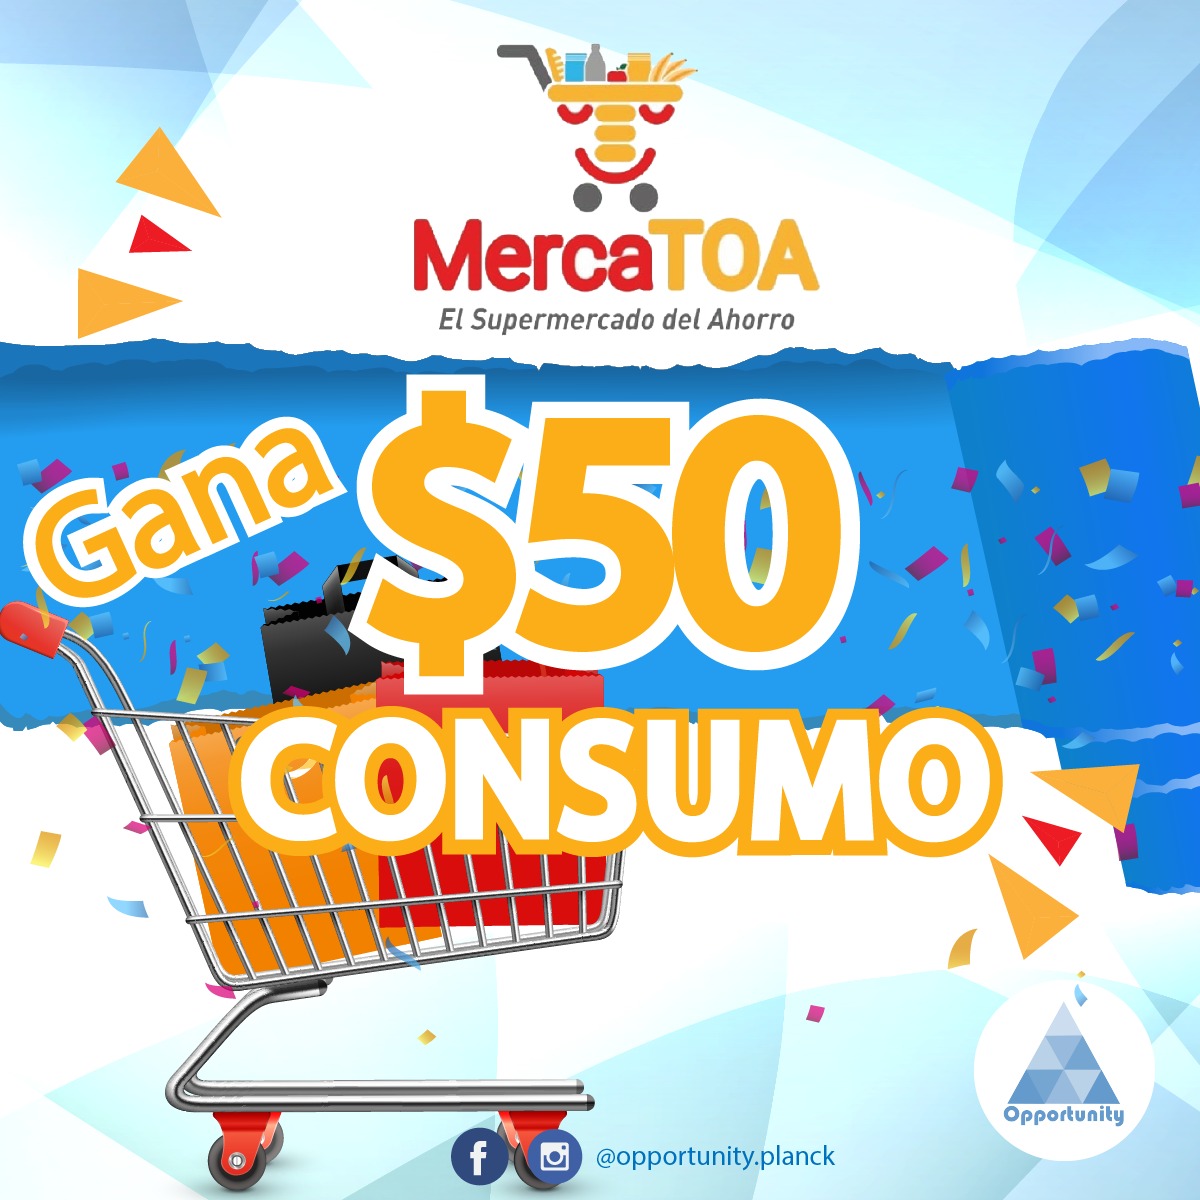 MercaTOA
El Supermercado del Ahorro
Gana $50
CONSUMO
Opportunity
@opportunity.planck